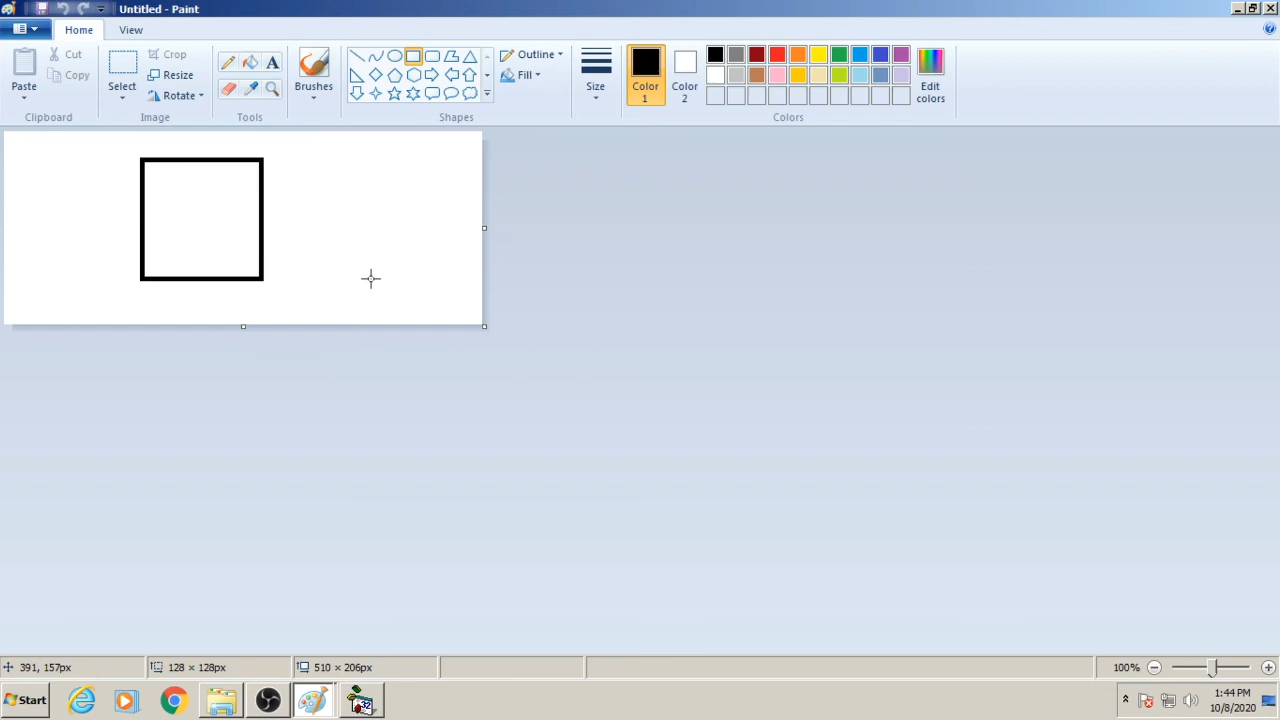 Untitled - Paint
Home View
Paste
Cut
Copy
Clipboard
Select
Crop
Resize
Rotate
Image
A
Tools
Brushes
Shapes
Outline
Fill
Size
Color 1
Color 2
Edit colors
Colors
391, 157px
128 × 128px
510 × 206px
100%
Start
32
1:44 PM
10/8/2020